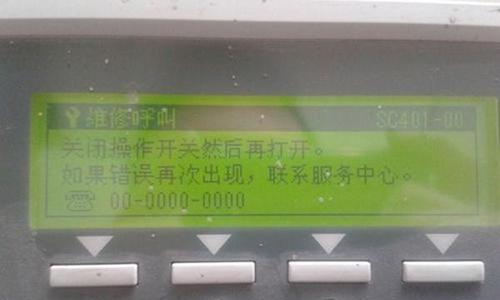 维修呼叫 SC401-00
关闭操作开关然后再打开。
如果错误再次出现，联系服务中心。
00-0000-0000